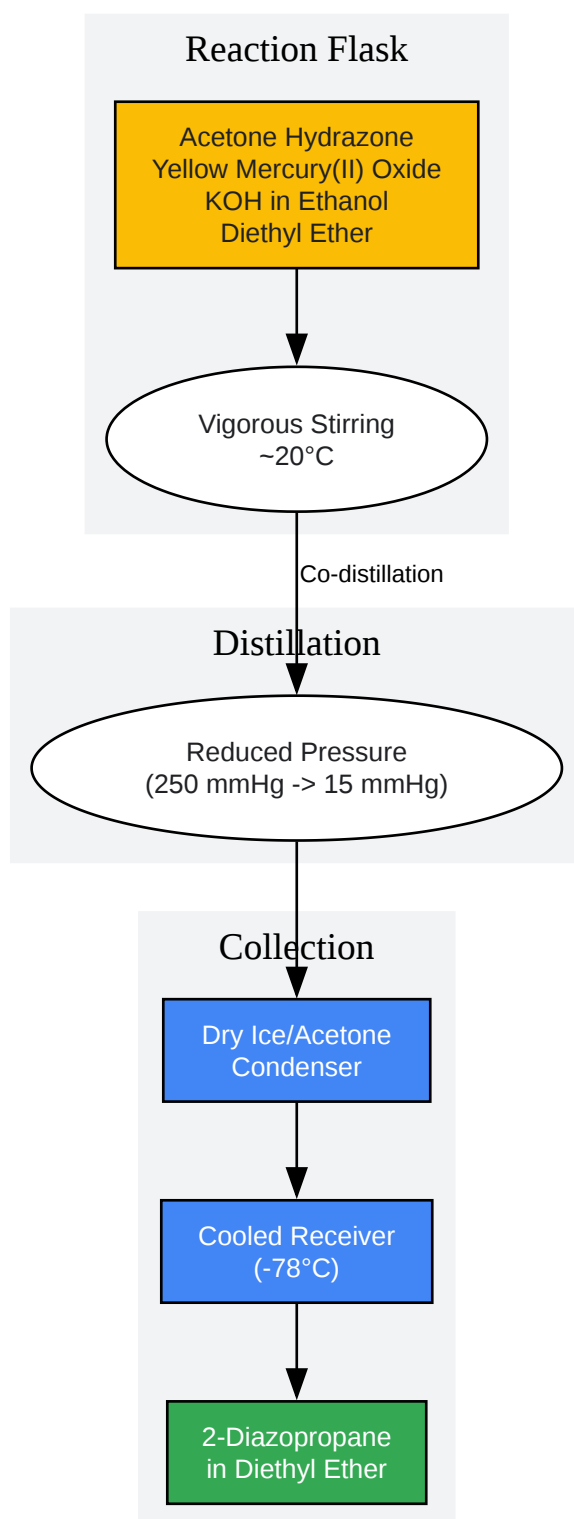 Reaction Flask
Acetone Hydrazone
Yellow Mercury(II) Oxide
KOH in Ethanol
Diethyl Ether
Vigorous Stirring
~20°C
Co-distillation
Distillation
Reduced Pressure
(250 mmHg -> 15 mmHg)
Collection
Dry Ice/Acetone
Condenser
Cooled Receiver
(-78°C)
2-Diazopropane
in Diethyl Ether